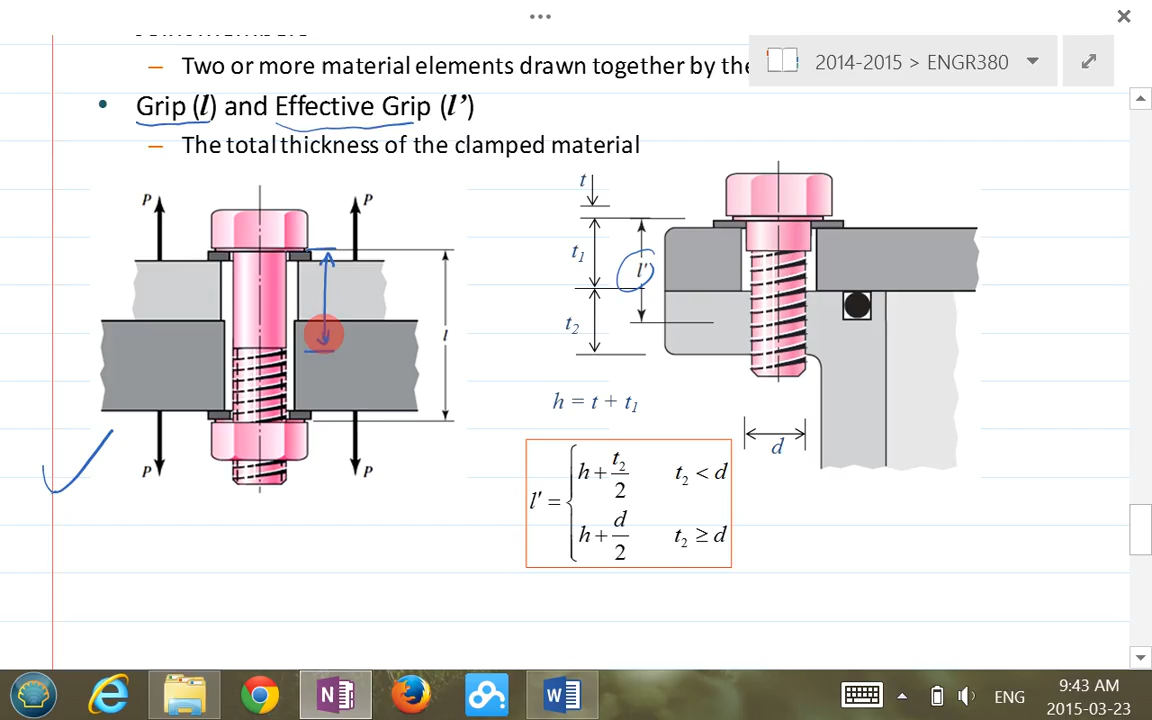 – Two or more material elements drawn together by the
2014-2015 > ENGR380
• Grip (l) and Effective Grip (l’)
– The total thickness of the clamped material
P P
l
P P
t
t1
l'
t2
h = t + t1
d
l' = { h + t2/2 t2 < d
h + d/2 t2 ≥ d
ENG
9:43 AM
2015-03-23